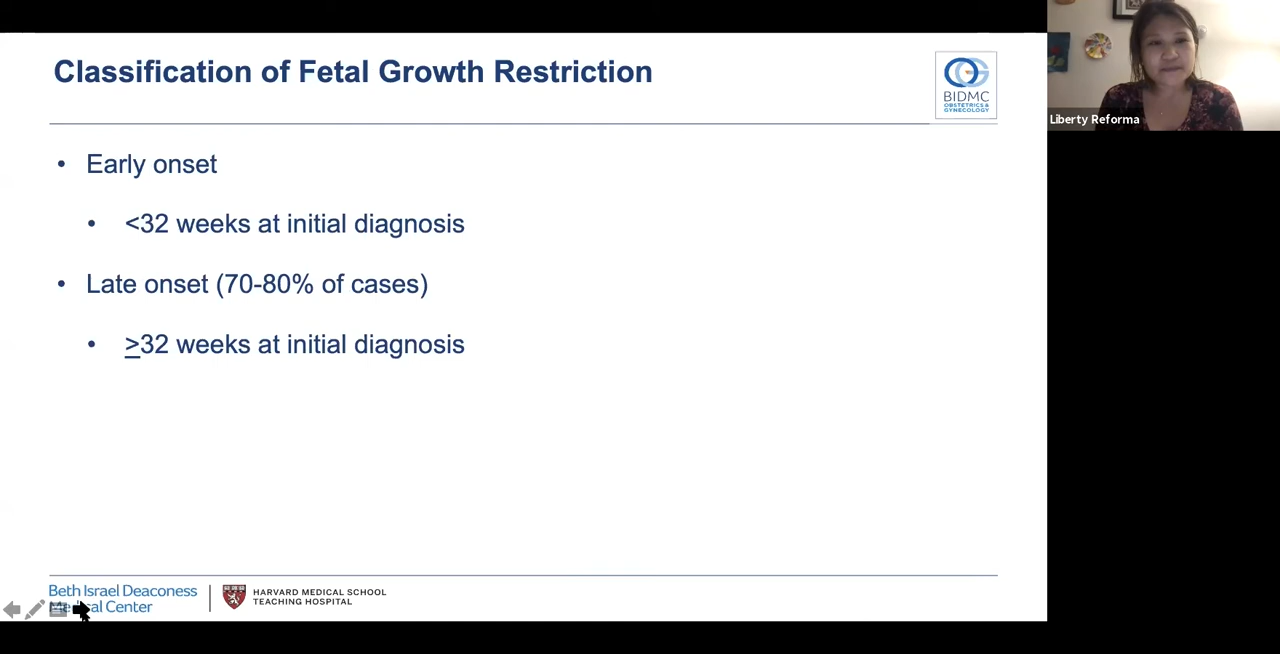 Classification of Fetal Growth Restriction
BIDMC
OBSTETRICS &
GYNECOLOGY
Liberty Reforma
• Early onset
• <32 weeks at initial diagnosis
• Late onset (70-80% of cases)
• ≥32 weeks at initial diagnosis
Beth Israel Deaconess
Medical Center
HARVARD MEDICAL SCHOOL
TEACHING HOSPITAL